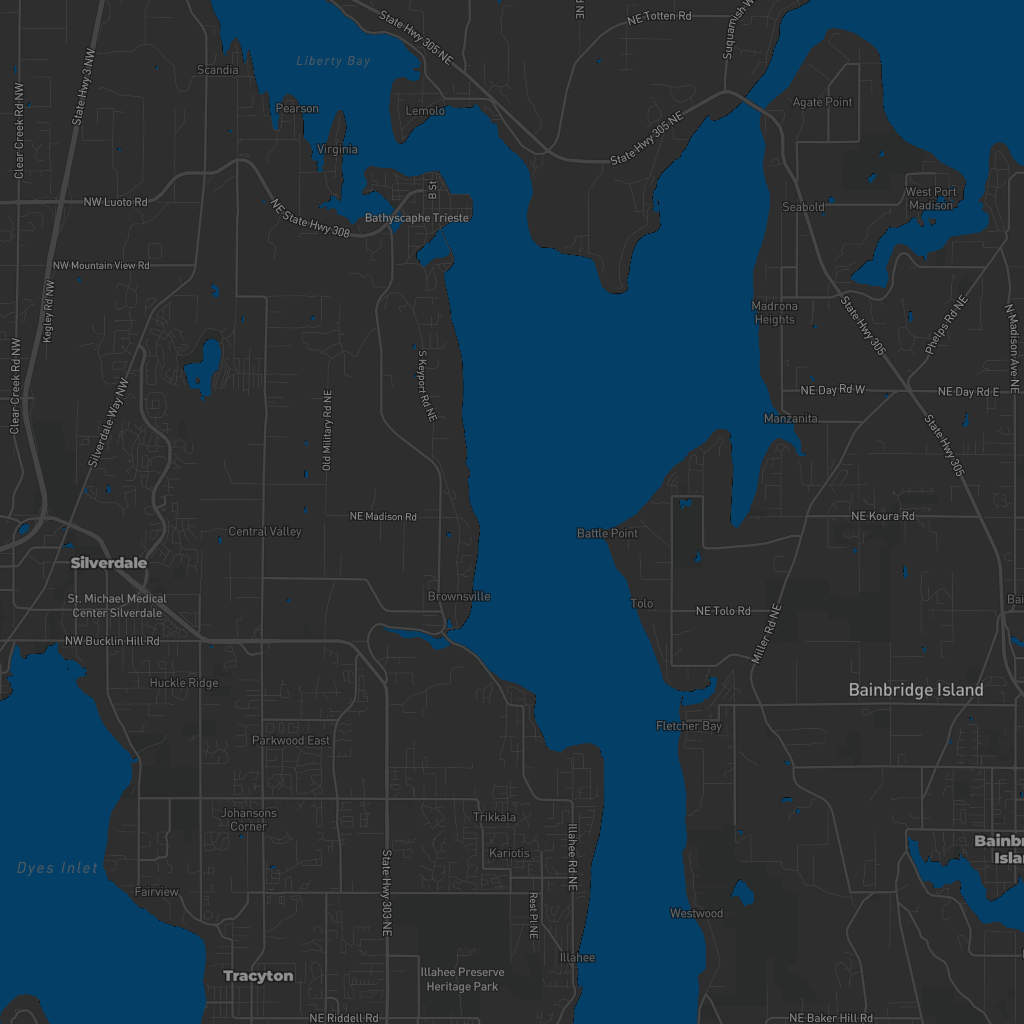 State Hwy 305 NE
NE
NE Totten Rd
Suquamish W
Liberty Bay
Scandia
State Hwy 3 NW
Clear Creek Rd NW
Pearson
Lemolo
Agate Point
Virginia
State Hwy 305 NE
B St
West Port
Madison
NW Luoto Rd
NE State Hwy 308
Bathyscaphe Trieste
Seabold
NW Mountain View Rd
Kegley Rd NW
Madrona
Heights
State Hwy 305
Phelps Rd NE
N Madison Ave NE
Clear Creek Rd NW
S Keyport Rd NE
NE Day Rd W
NE Day Rd E
Silverdale Way NW
Old Military Rd NE
Manzanita
State Hwy 305
NE Madison Rd
NE Koura Rd
Central Valley
Battle Point
Silverdale
St. Michael Medical
Center Silverdale
Brownsville
Tolo
NE Tolo Rd
Bai
NW Bucklin Hill Rd
Miller Rd NE
Huckle Ridge
Bainbridge Island
Fletcher Bay
Parkwood East
Johansons
Corner
Trikkala
Illahee Rd NE
Kariotis
Bainbr
Islan
Dyes Inlet
State Hwy 303 NE
Fairview
Rest Pl NE
Westwood
Illahee
Tracyton
Illahee Preserve
Heritage Park
NE Riddell Rd
NE Baker Hill Rd